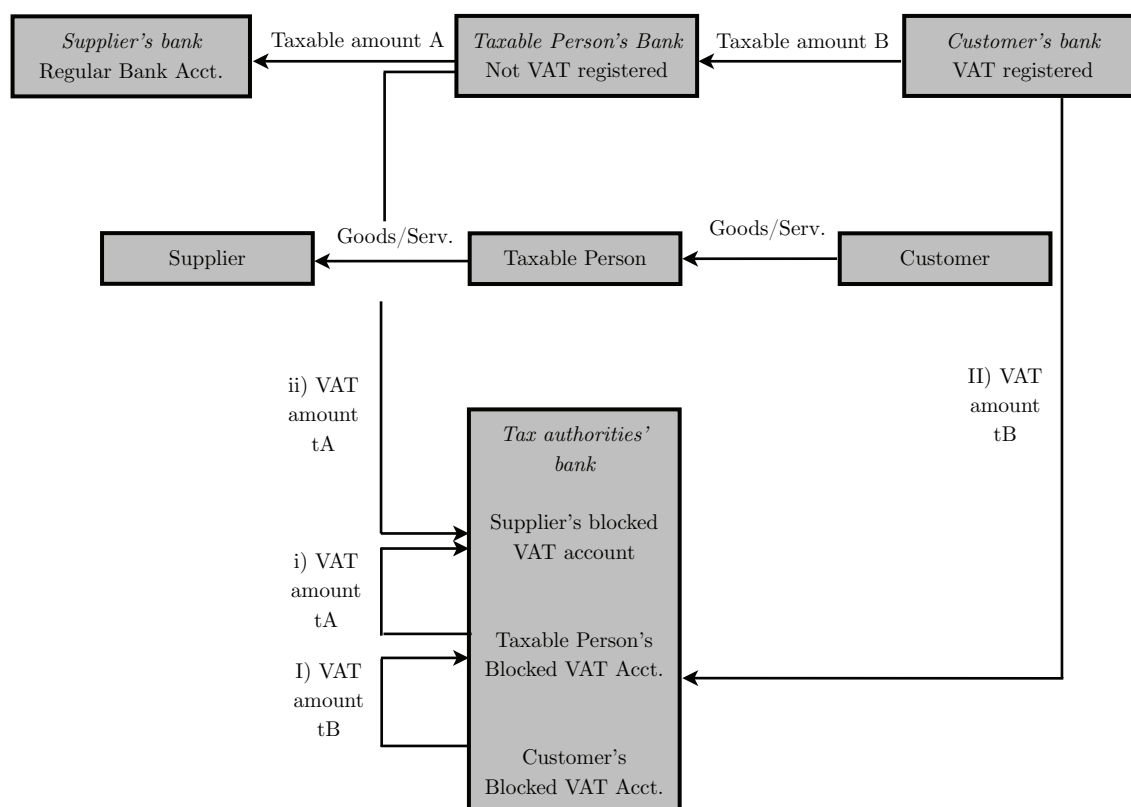 Supplier's bank
Regular Bank Acct.
Taxable amount A
Taxable Person's Bank
Not VAT registered
Taxable amount B
Customer's bank
VAT registered
Supplier
Goods/Serv.
Taxable Person
Goods/Serv.
Customer
ii) VAT
amount
tA
II) VAT
amount
tB
Tax authorities'
bank
Supplier's blocked
VAT account
i) VAT
amount
tA
Taxable Person's
Blocked VAT Acct.
I) VAT
amount
tB
Customer's
Blocked VAT Acct.